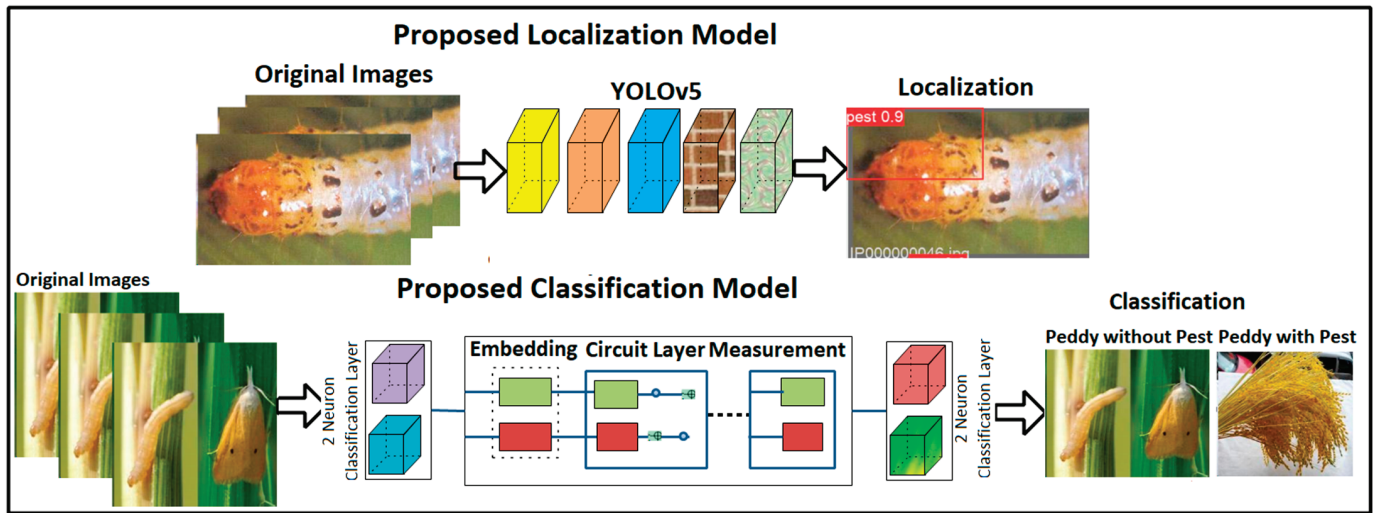 Proposed Localization Model
Original Images
YOLOv5
Localization
pest 0.9
IP000000046.jpg
Proposed Classification Model
Original Images
Classification
Peddy without Pest
Peddy with Pest
2 Neuron
Classification Layer
Embedding
Circuit Layer
Measurement
2 Neuron
Classification Layer